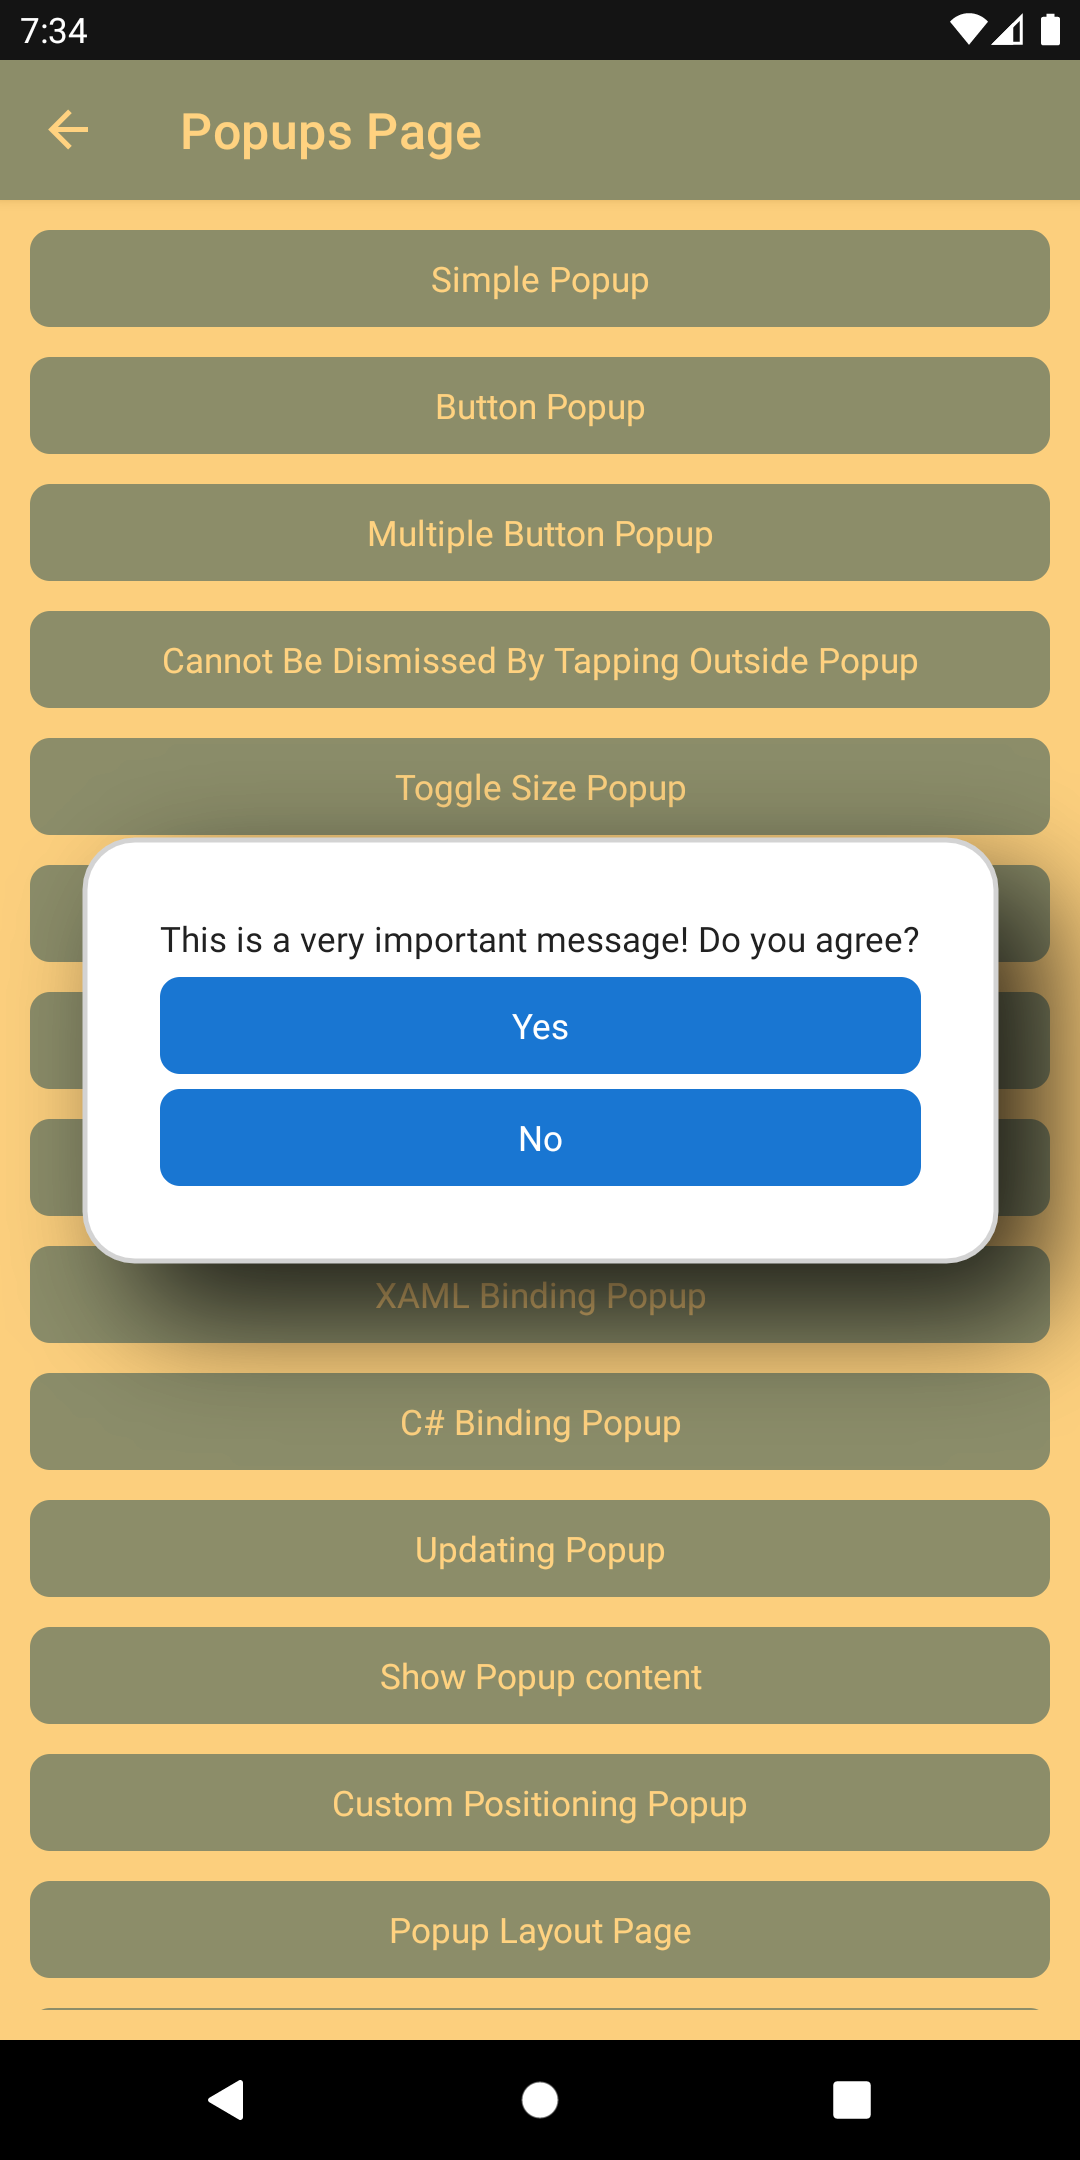 7:34
Popups Page
Simple Popup
Button Popup
Multiple Button Popup
Cannot Be Dismissed By Tapping Outside Popup
Toggle Size Popup
This is a very important message! Do you agree?
Yes
No
XAML Binding Popup
C# Binding Popup
Updating Popup
Show Popup content
Custom Positioning Popup
Popup Layout Page